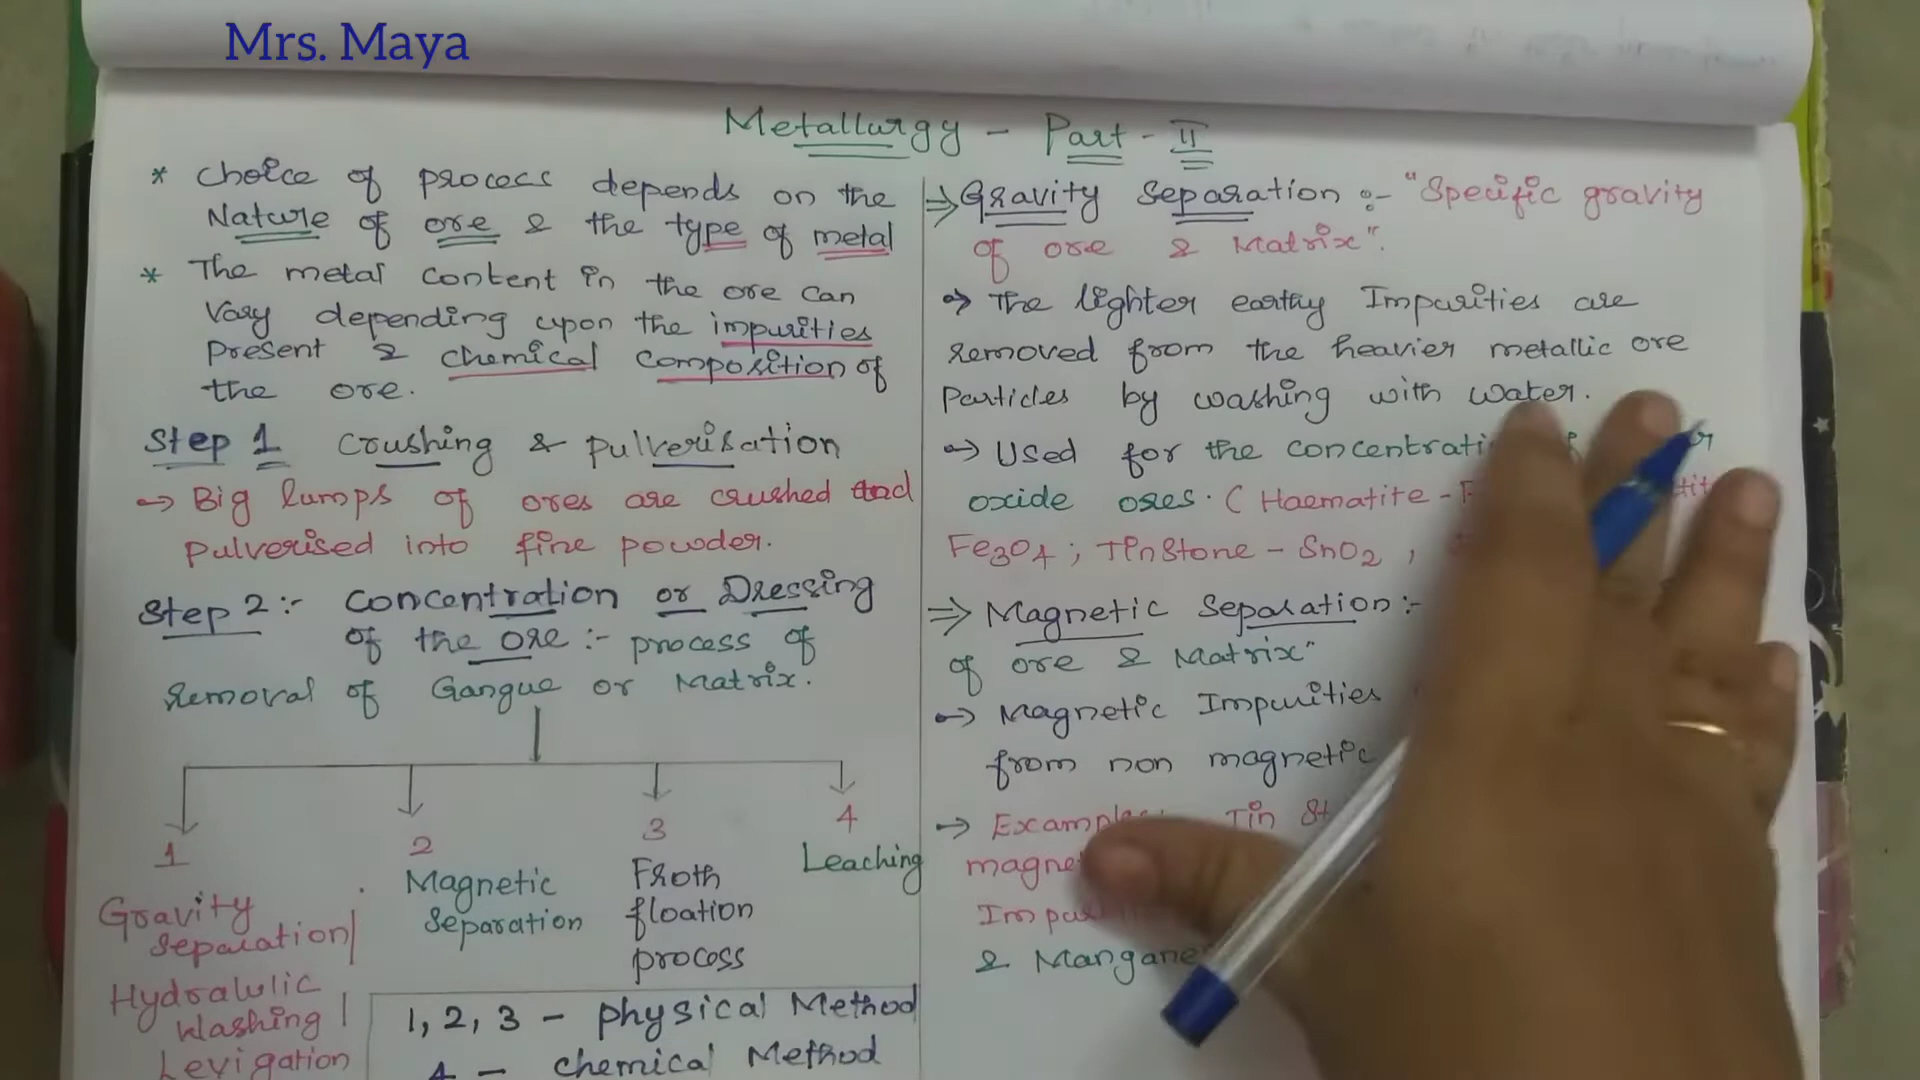 Mrs. Maya
Metallurgy - Part - II
* Choice of process depends on the
Nature of ore & the type of metal
* The metal content in the ore can
Vary depending upon the impurities
present & chemical composition of
the ore.
Step 1 Crushing & pulverisation
→ Big lumps of ores are crushed and
pulverised into fine powder.
Step 2:- Concentration or Dressing
of the ore :- process of
removal of Gangue or Matrix.
1 2 3 4
Gravity Separation/
Hydralulic
Washing /
Levigation
Magnetic
Separation
Froth
floation
process
Leaching
1, 2, 3 - physical Method
4 - chemical Method
⇒ Gravity Separation :- "Specific gravity
of ore & Matrix".
→ The lighter earthy Impurities are
removed from the heavier metallic ore
Particles by washing with water.
→ Used for the
oxide ores. (Haematite -
Fe3O4 ; Tinstone - SnO2 ,
⇒ Magnetic Separation :-
of ore & Matrix"
→ Magnetic Impurities
from non magnetic
→ Tin
&